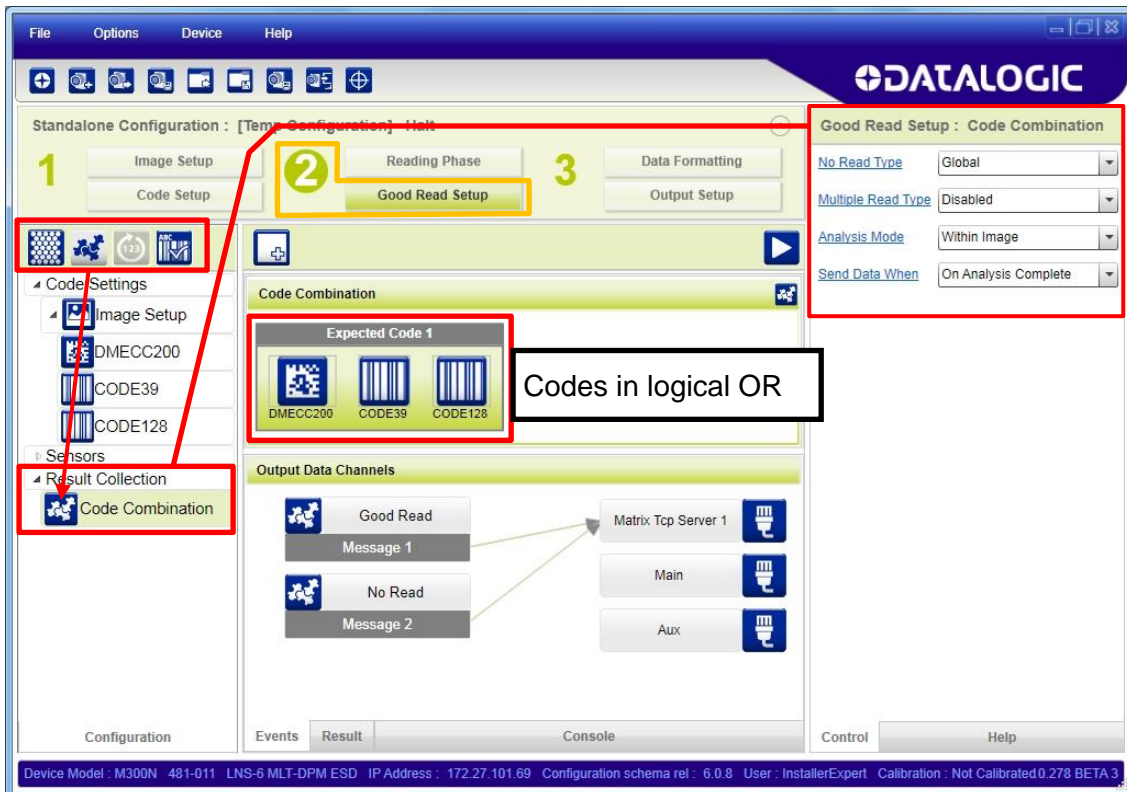 File Options Device Help
DATALOGIC
Standalone Configuration : [Temp Configuration] - Halt
1
Image Setup
Code Setup
2
Reading Phase
Good Read Setup
3
Data Formatting
Output Setup
Good Read Setup : Code Combination
No Read Type Global
Multiple Read Type Disabled
Analysis Mode Within Image
Send Data When On Analysis Complete
123
ABC
Code Settings
Image Setup
DMECC200
CODE39
CODE128
Sensors
Result Collection
Code Combination
Configuration
Code Combination
Expected Code 1
DMECC200 CODE39 CODE128
Codes in logical OR
Output Data Channels
Good Read
Message 1
No Read
Message 2
Matrix Tcp Server 1
Main
Aux
Events Result Console
Control Help
Device Model : M300N 481-011 LNS-6 MLT-DPM ESD IP Address : 172.27.101.69 Configuration schema rel : 6.0.8 User : InstallerExpert Calibration : Not Calibrated 0.278 BETA 3